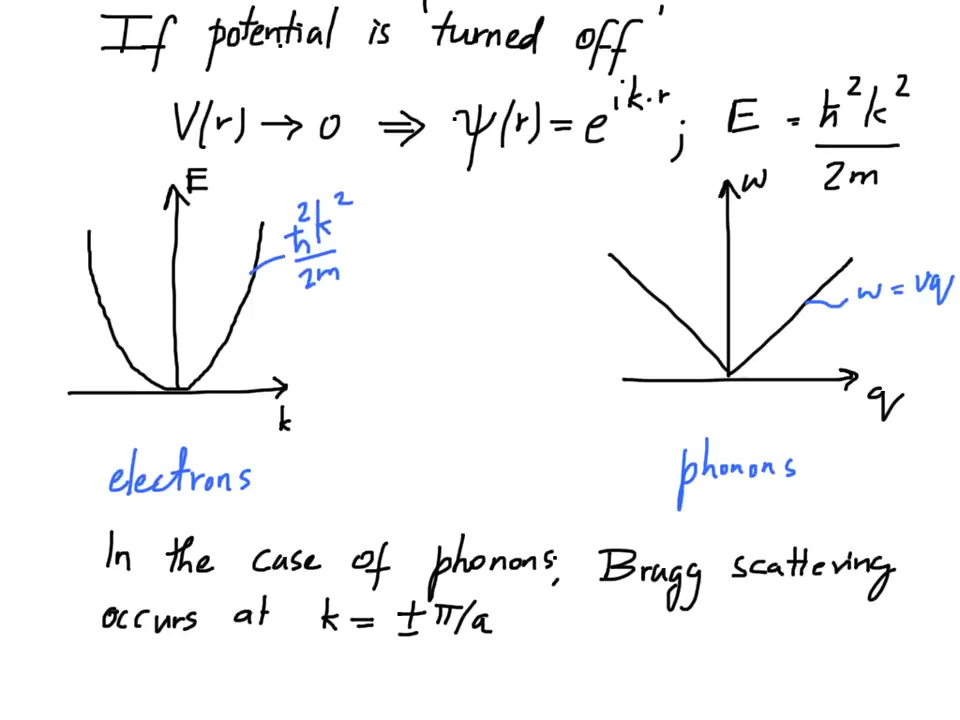 If potential is 'turned off'
V(r) → 0 ⇒ ψ(r) = e^{ik·r} ; E = ħ²k²/2m
E
ħ²k²/2m
k
electrons
ω
ω = vq
q
phonons
In the case of phonons, Bragg scattering
occurs at k = ± π/a